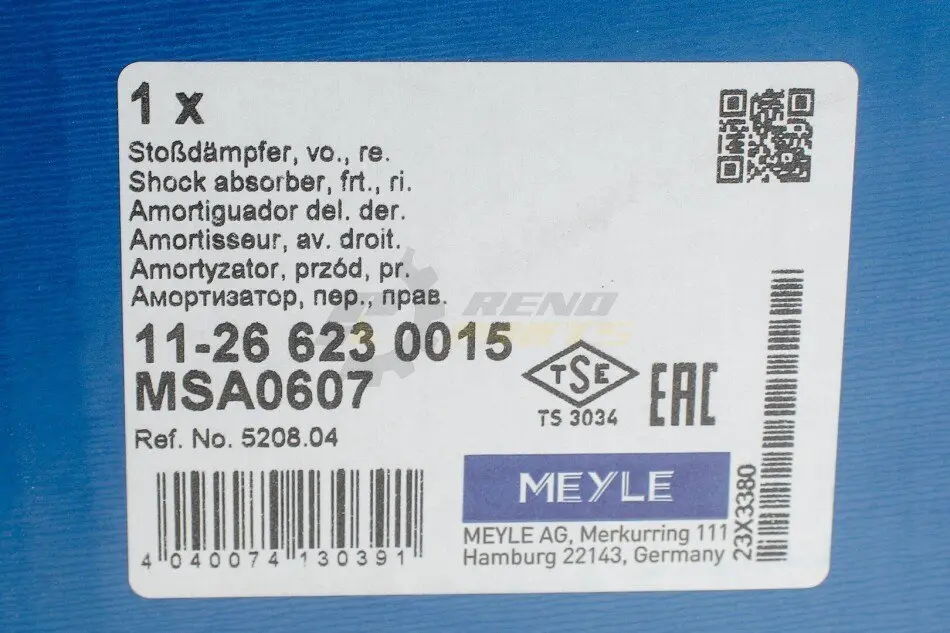 1 x
Stoßdämpfer, vo., re.
Shock absorber, frt., ri.
Amortiguador del. der.
Amortisseur, av. droit.
Amortyzator, przód, pr.
Амортизатор, пер., прав.
RENO
PARTS
11-26 623 0015
MSA0607
Ref. No. 5208.04
TSE
TS 3034
EAC
MEYLE
MEYLE AG, Merkurring 111
Hamburg 22143, Germany
4 040074 130391
23X3380